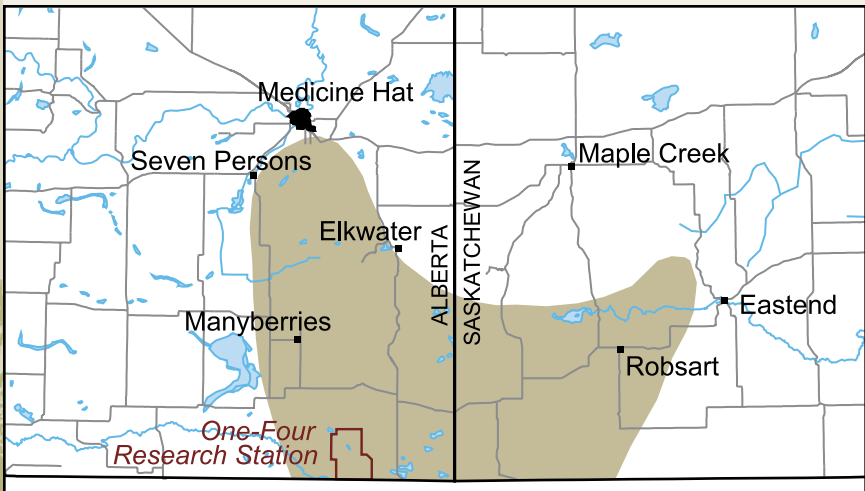 Medicine Hat
Seven Persons
Maple Creek
Elkwater
ALBERTA
SASKATCHEWAN
Eastend
Manyberries
Robsart
One-Four
Research Station